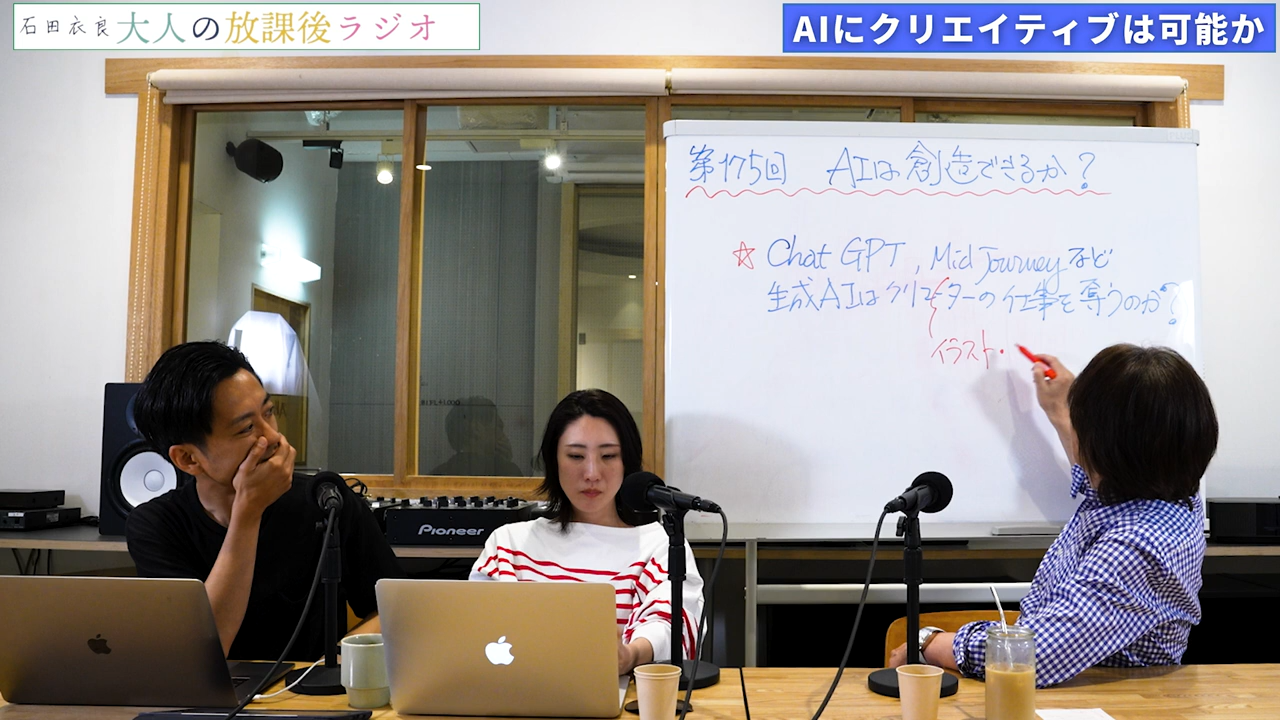 石田衣良 大人の放課後ラジオ
AIにクリエイティブは可能か
第175回 AIは創造できるか?
☆ Chat GPT, Mid Journeyなど
生成AIはクリエーターの仕事を奪うのか?
イラスト・
Pioneer